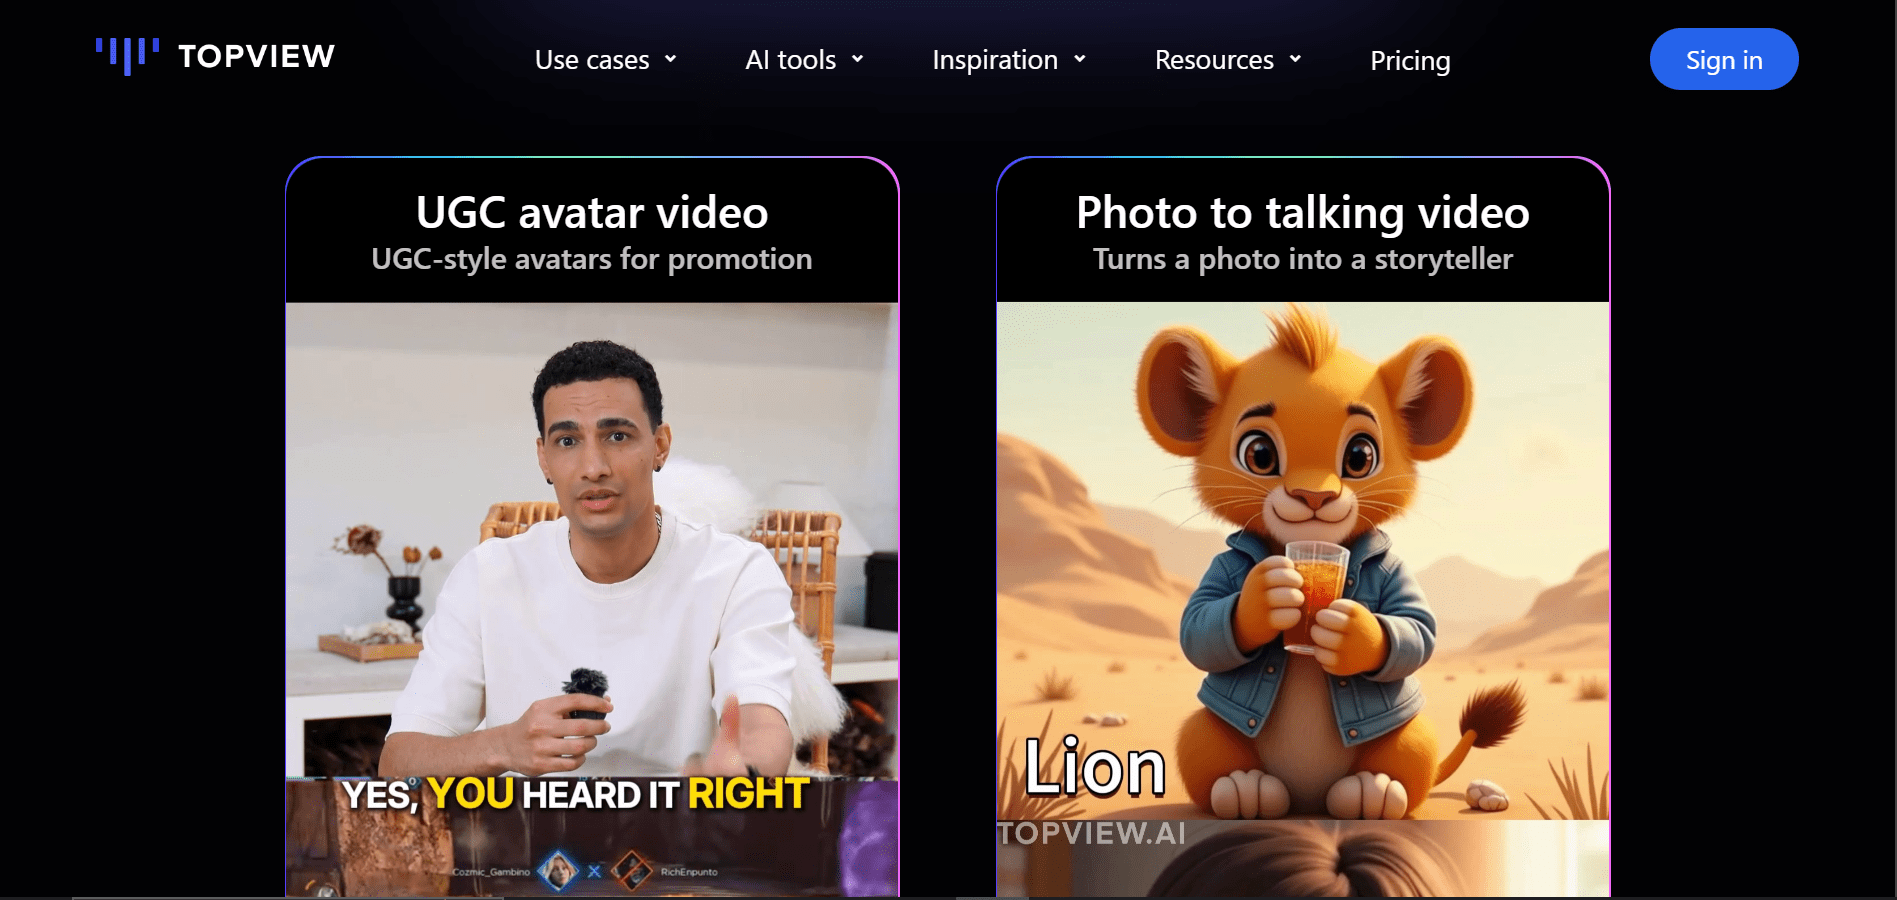 TOPVIEW
Use cases
AI tools
Inspiration
Resources
Pricing
Sign in
UGC avatar video
UGC-style avatars for promotion
YES, YOU HEARD IT RIGHT
Cozmic_Gambino
RichEnpunto
Photo to talking video
Turns a photo into a storyteller
Lion
TOPVIEW.AI